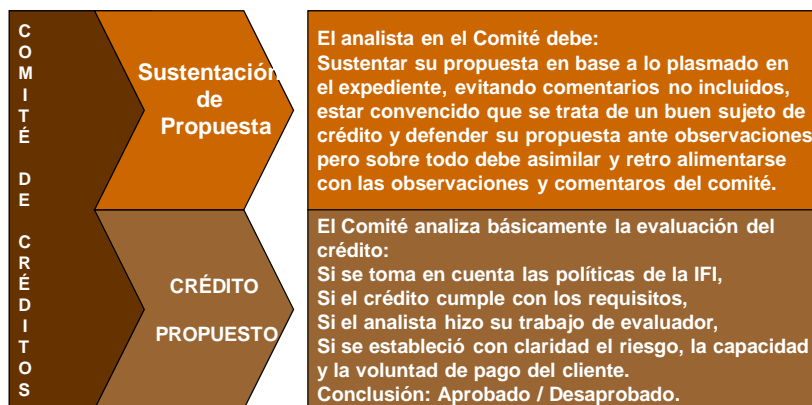 COMITÉ DE CRÉDITOS
Sustentación
de
Propuesta
El analista en el Comité debe:
Sustentar su propuesta en base a lo plasmado en
el expediente, evitando comentarios no incluidos,
estar convencido que se trata de un buen sujeto de
crédito y defender su propuesta ante observaciones
pero sobre todo debe asimilar y retro alimentarse
con las observaciones y comentaros del comité.
CRÉDITO
PROPUESTO
El Comité analiza básicamente la evaluación del
crédito:
Si se toma en cuenta las políticas de la IFI,
Si el crédito cumple con los requisitos,
Si el analista hizo su trabajo de evaluador,
Si se estableció con claridad el riesgo, la capacidad
y la voluntad de pago del cliente.
Conclusión: Aprobado / Desaprobado.